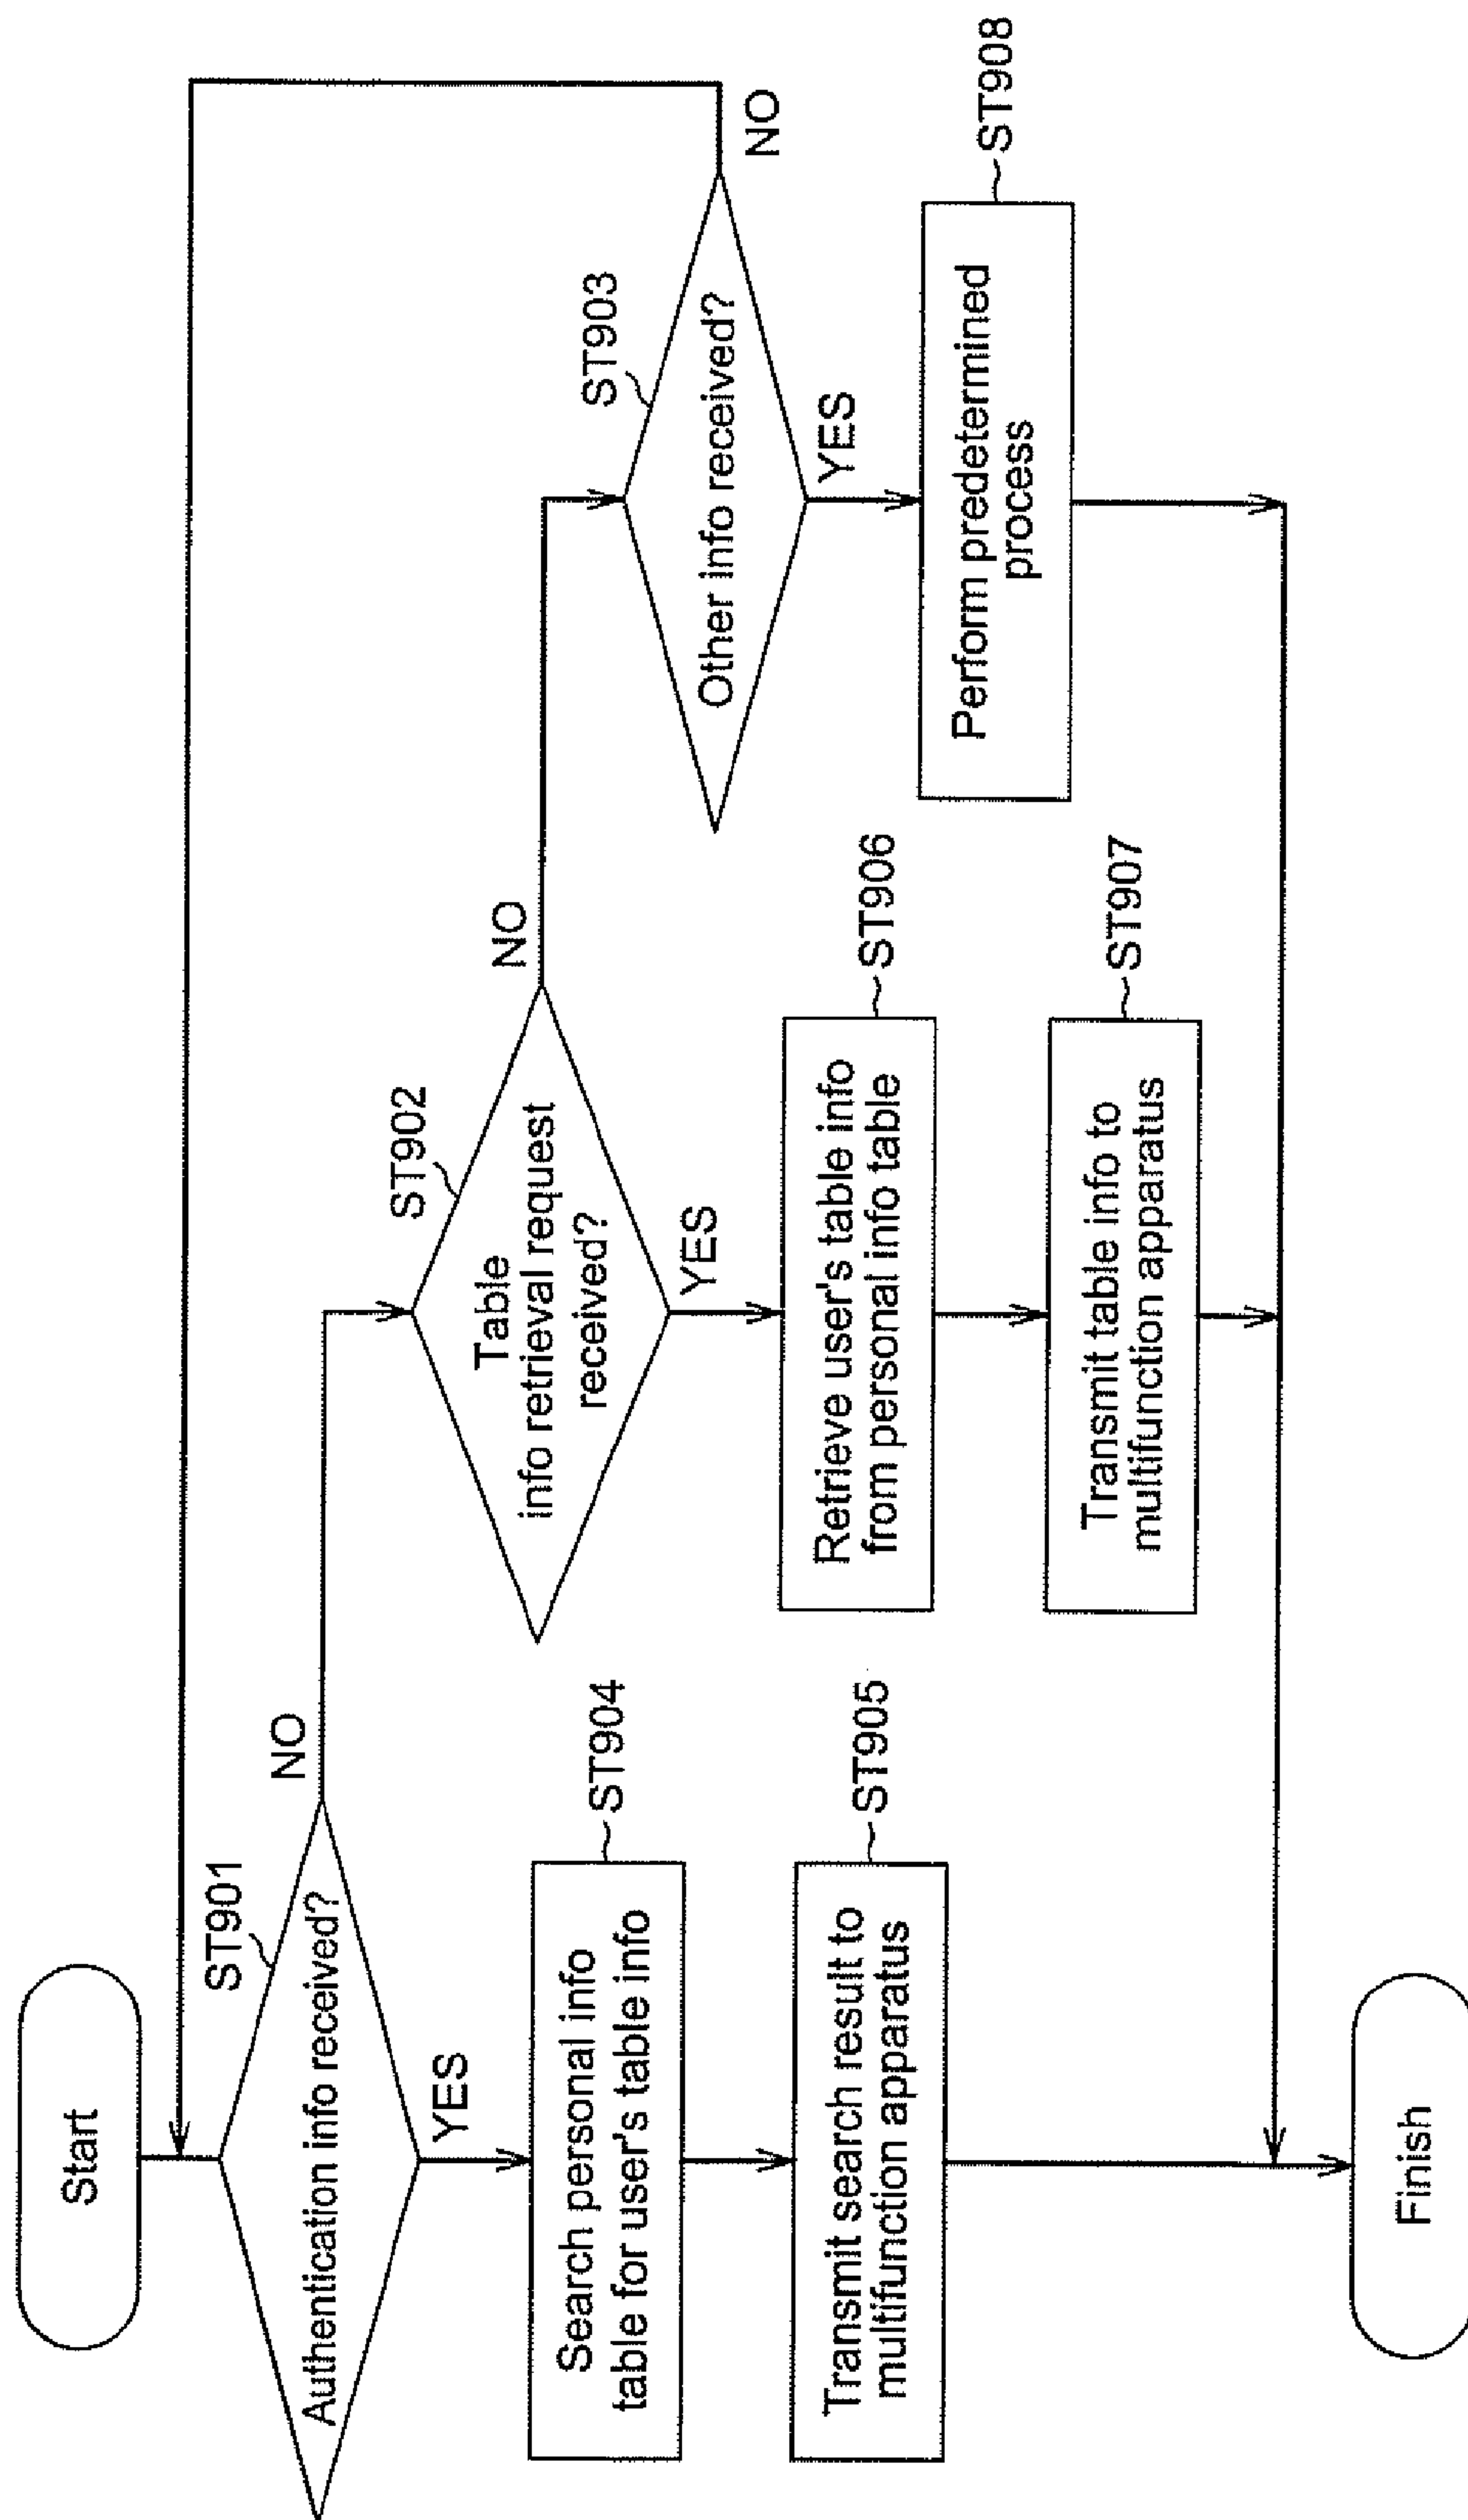 Start
ST901
Authentication info received?
NO
YES
ST904
Search personal info
table for user's table info
ST905
Transmit search result to
multifunction apparatus
ST902
Table
info retrieval request
received?
NO
YES
ST906
Retrieve user's table info
from personal info table
ST907
Transmit table info to
multifunction apparatus
ST903
Other info received?
NO
YES
ST908
Perform predetermined
process
Finish